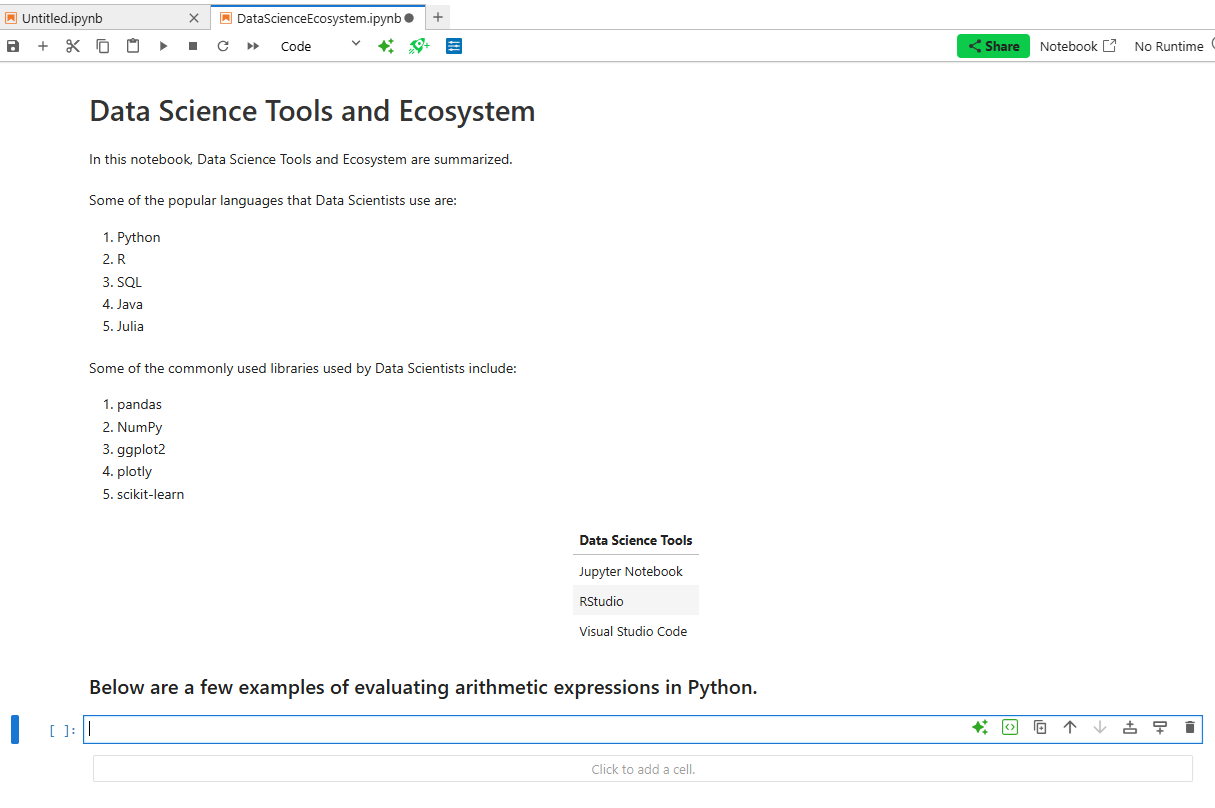 Untitled.ipynb
DataScienceEcosystem.ipynb
Code
Share
Notebook
No Runtime
Data Science Tools and Ecosystem
In this notebook, Data Science Tools and Ecosystem are summarized.
Some of the popular languages that Data Scientists use are:
1. Python
2. R
3. SQL
4. Java
5. Julia
Some of the commonly used libraries used by Data Scientists include:
1. pandas
2. NumPy
3. ggplot2
4. plotly
5. scikit-learn
Data Science Tools
Jupyter Notebook
RStudio
Visual Studio Code
Below are a few examples of evaluating arithmetic expressions in Python.
[ ]:
Click to add a cell.